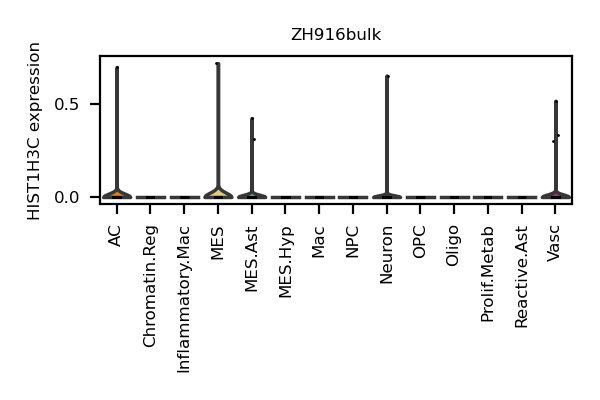 ZH916bulk
HIST1H3C expression
0.5
0.0
AC
Chromatin.Reg
Inflammatory.Mac
MES
MES.Ast
MES.Hyp
Mac
NPC
Neuron
OPC
Oligo
Prolif.Metab
Reactive.Ast
Vasc